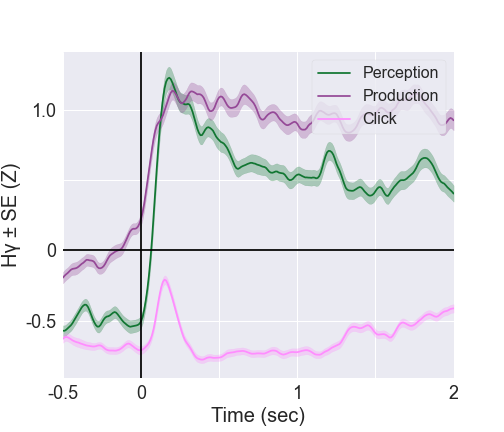 Perception
Production
Click
1.0
0
-0.5
Hγ ± SE (Z)
-0.5
0
1
2
Time (sec)